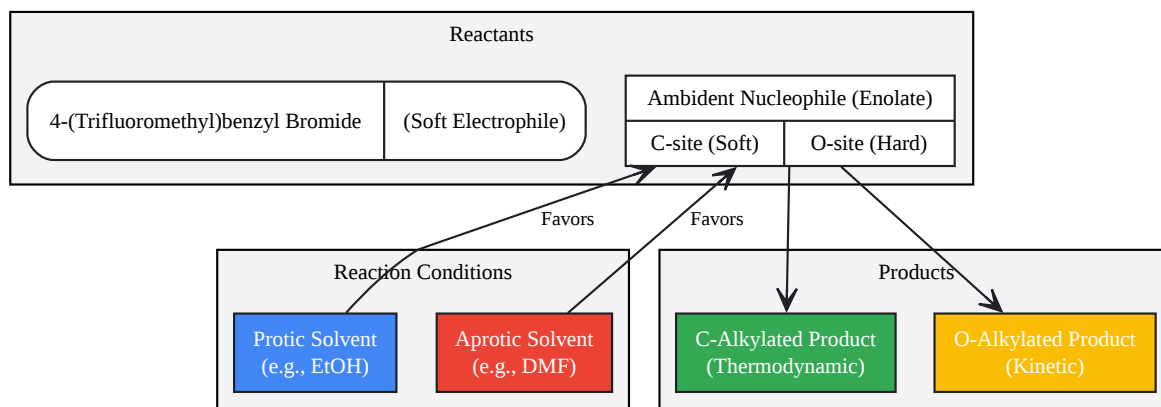 Reactants
4-(Trifluoromethyl)benzyl Bromide
(Soft Electrophile)
Ambident Nucleophile (Enolate)
C-site (Soft)
O-site (Hard)
Favors
Favors
Reaction Conditions
Protic Solvent
(e.g., EtOH)
Aprotic Solvent
(e.g., DMF)
Products
C-Alkylated Product
(Thermodynamic)
O-Alkylated Product
(Kinetic)